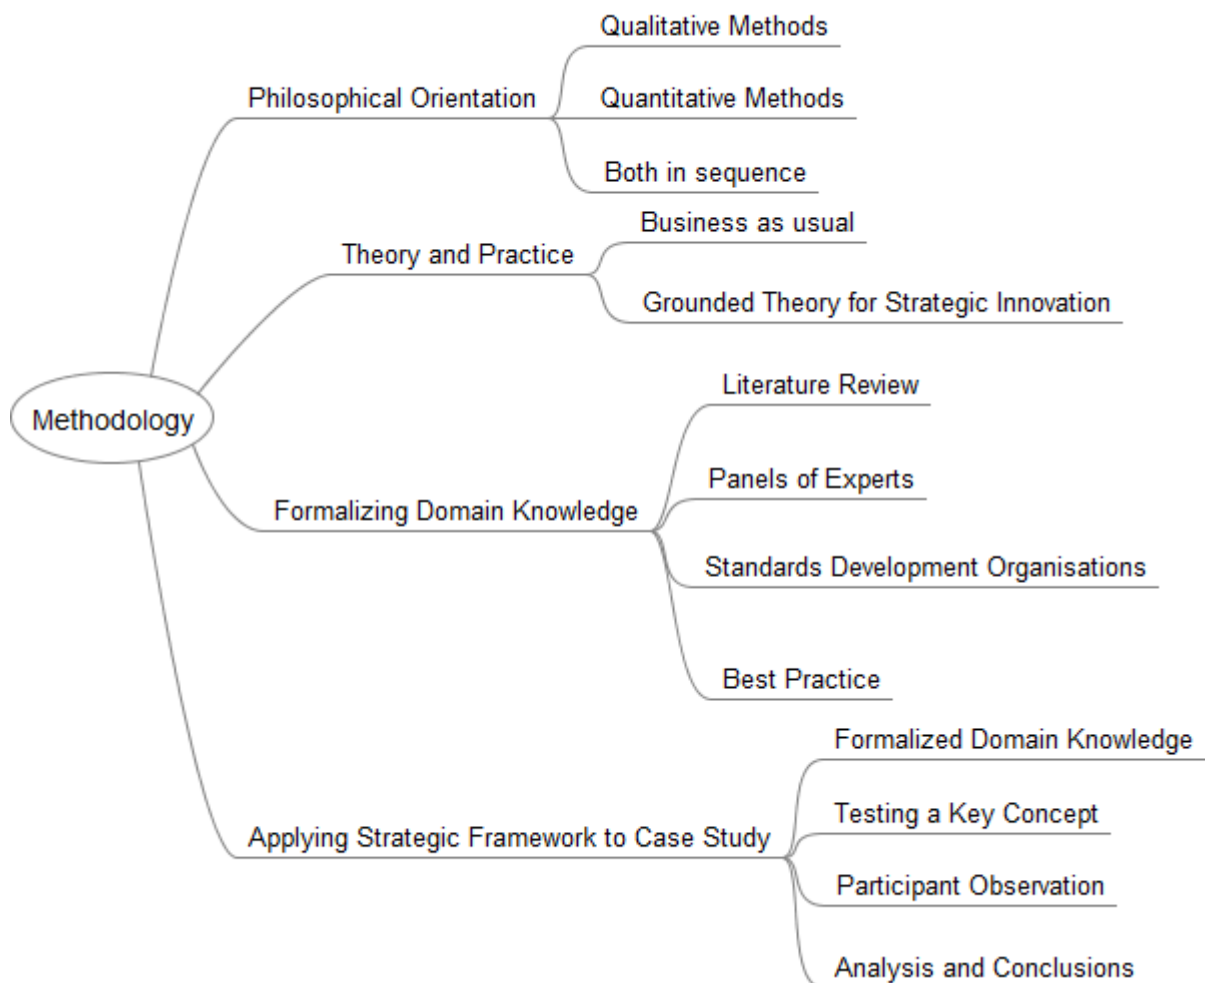 Methodology
Philosophical Orientation
Qualitative Methods
Quantitative Methods
Both in sequence
Theory and Practice
Business as usual
Grounded Theory for Strategic Innovation
Formalizing Domain Knowledge
Literature Review
Panels of Experts
Standards Development Organisations
Best Practice
Applying Strategic Framework to Case Study
Formalized Domain Knowledge
Testing a Key Concept
Participant Observation
Analysis and Conclusions